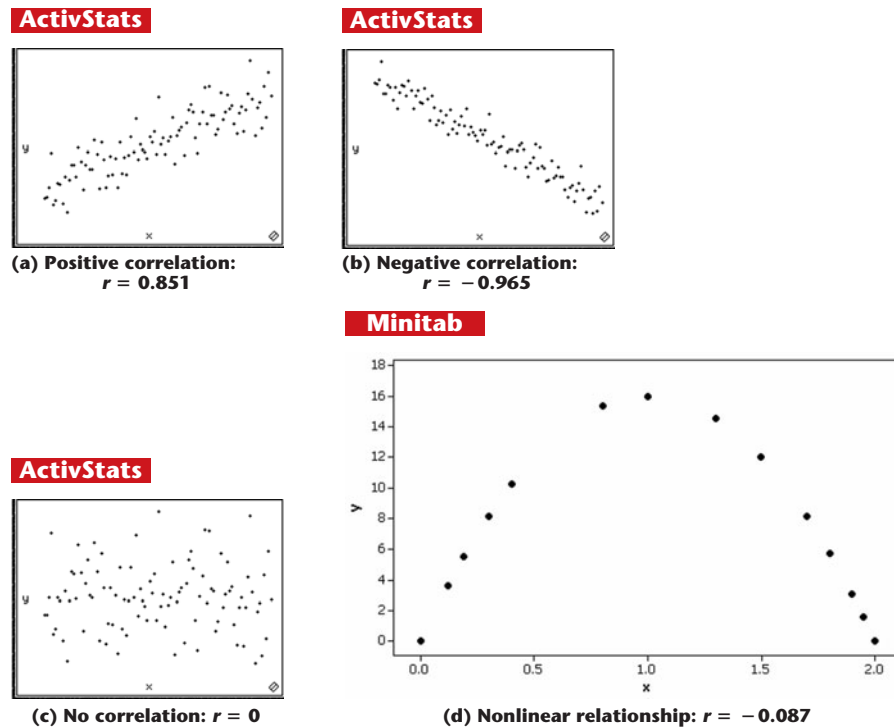 ActivStats
ActivStats
y
x
y
x
(a) Positive correlation:
r = 0.851
(b) Negative correlation:
r = −0.965
Minitab
18
16
14
12
10
8
6
4
2
0
y
0.0 0.5 1.0 1.5 2.0
x
ActivStats
y
x
(c) No correlation: r = 0
(d) Nonlinear relationship: r = −0.087